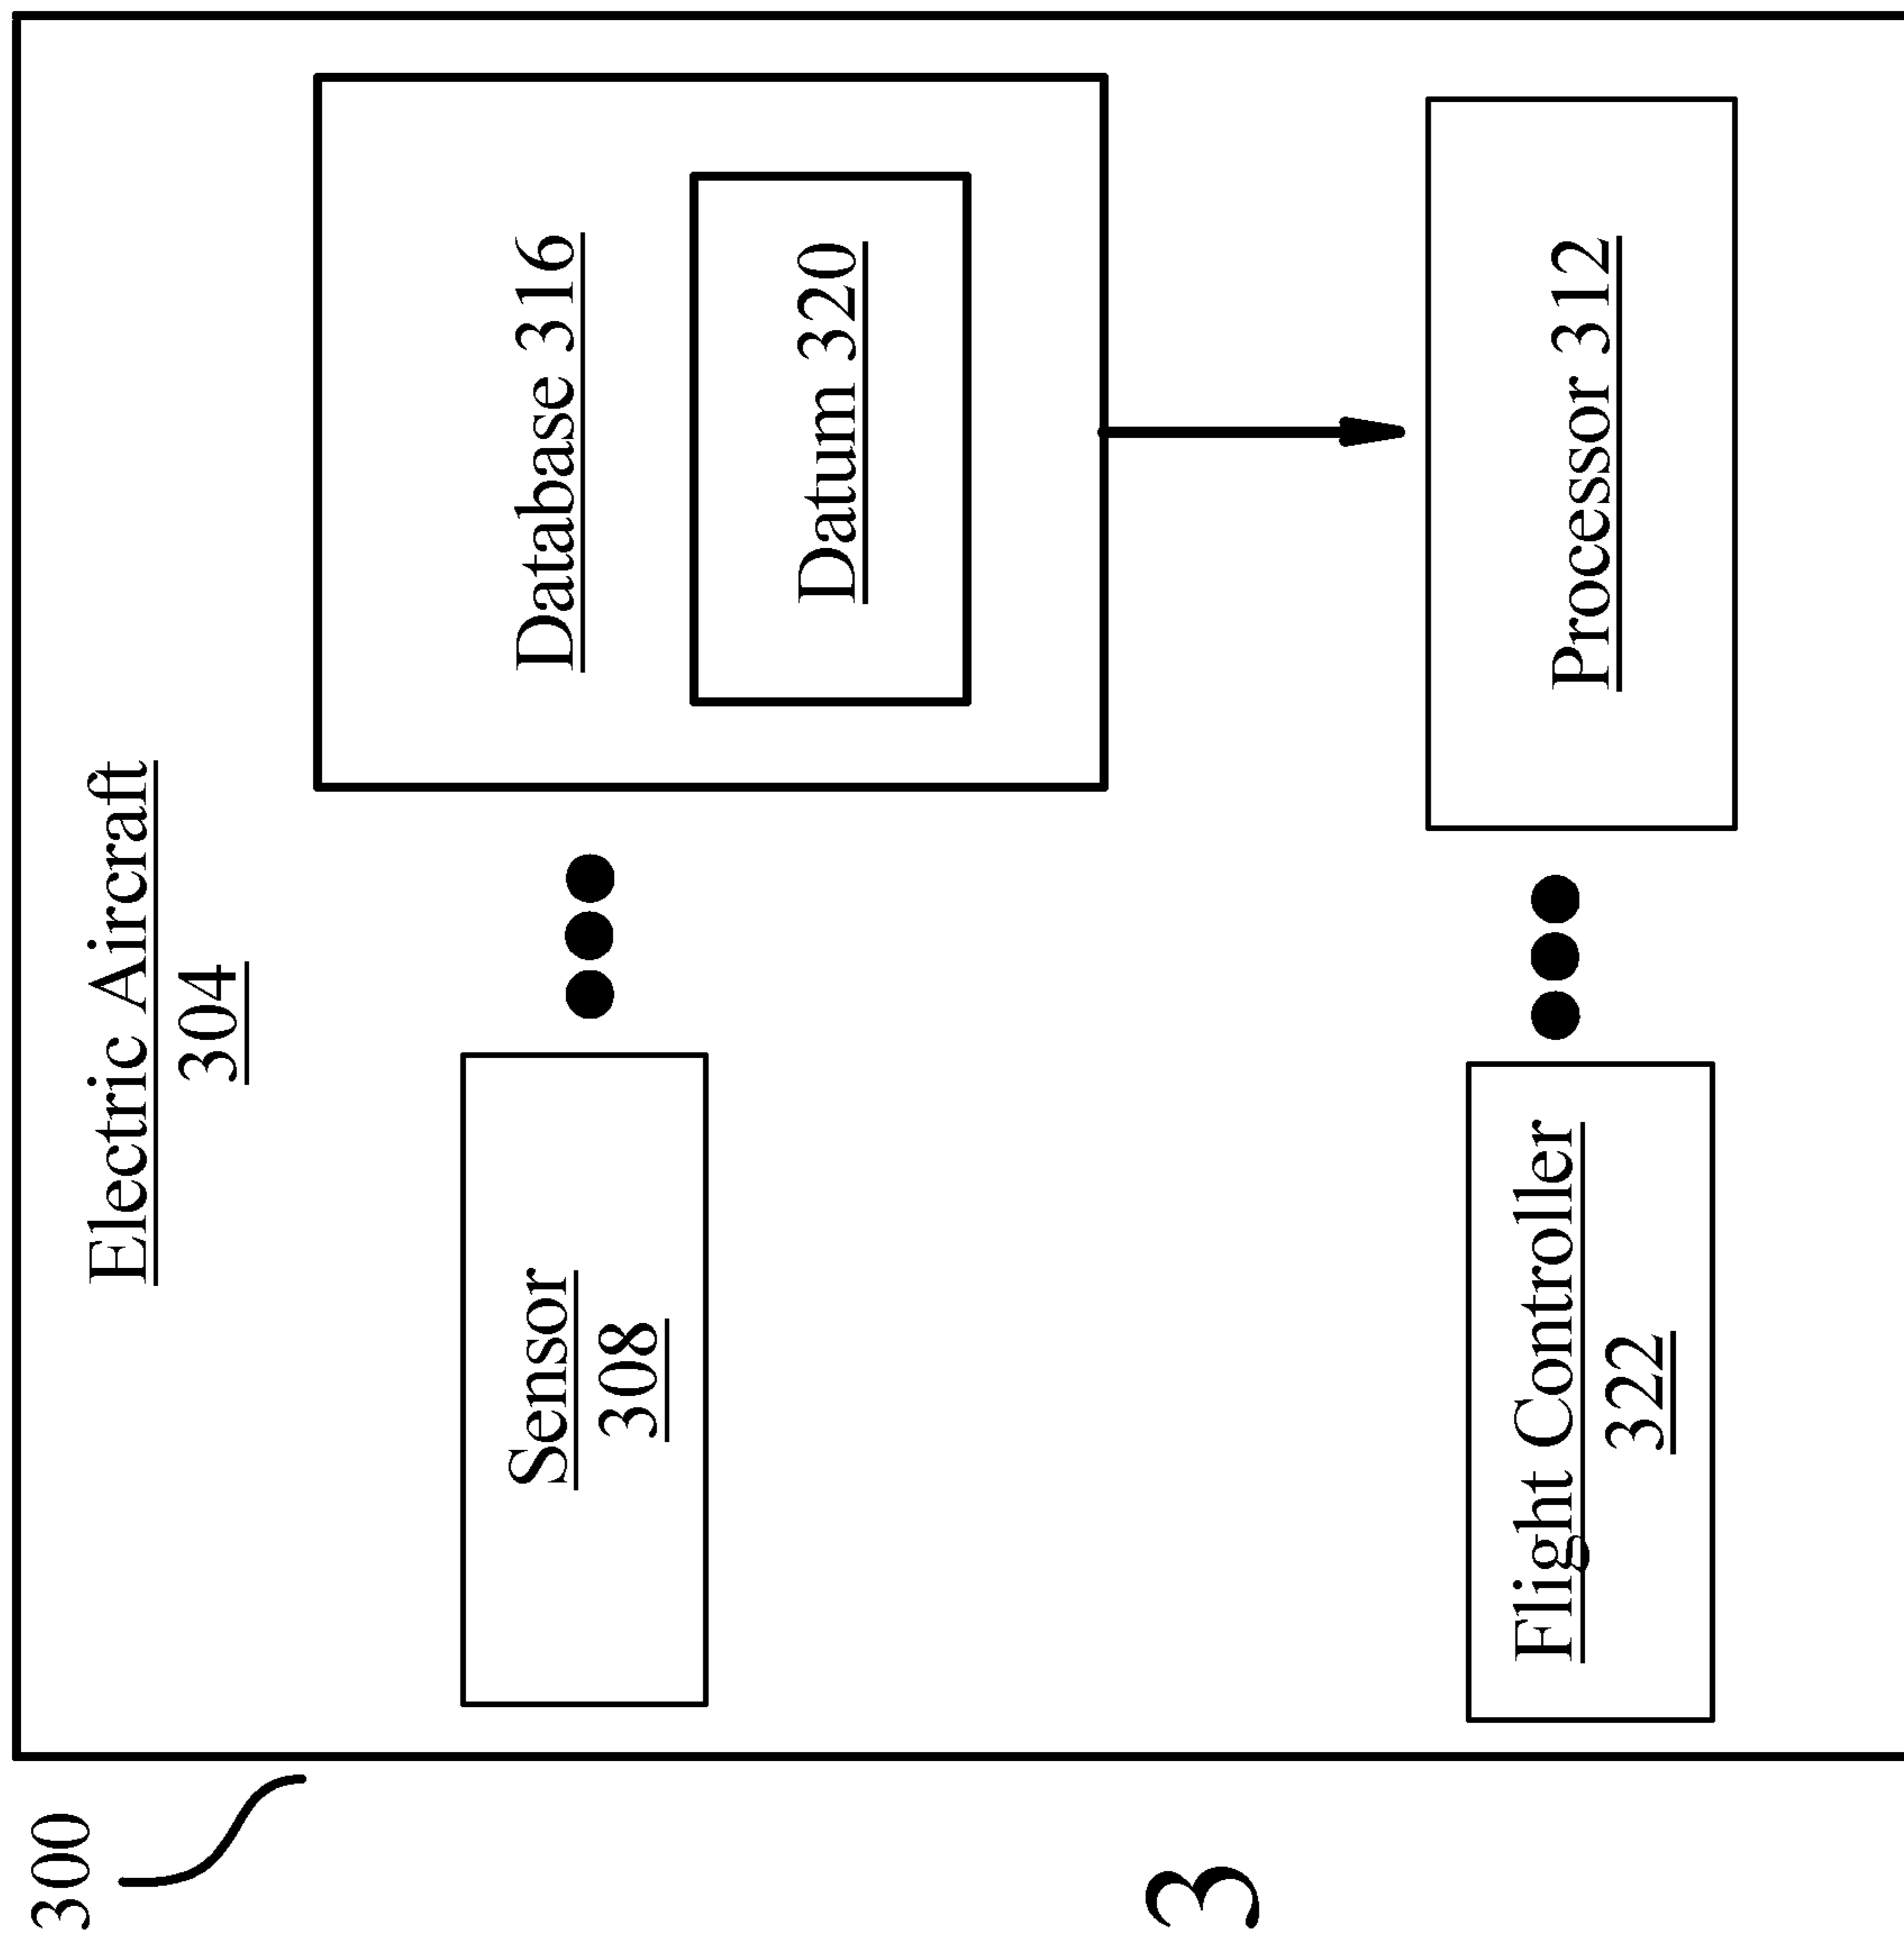 300
Electric Aircraft
304
Sensor
308
Database 316
Datum 320
Flight Controller
322
Processor 312
3